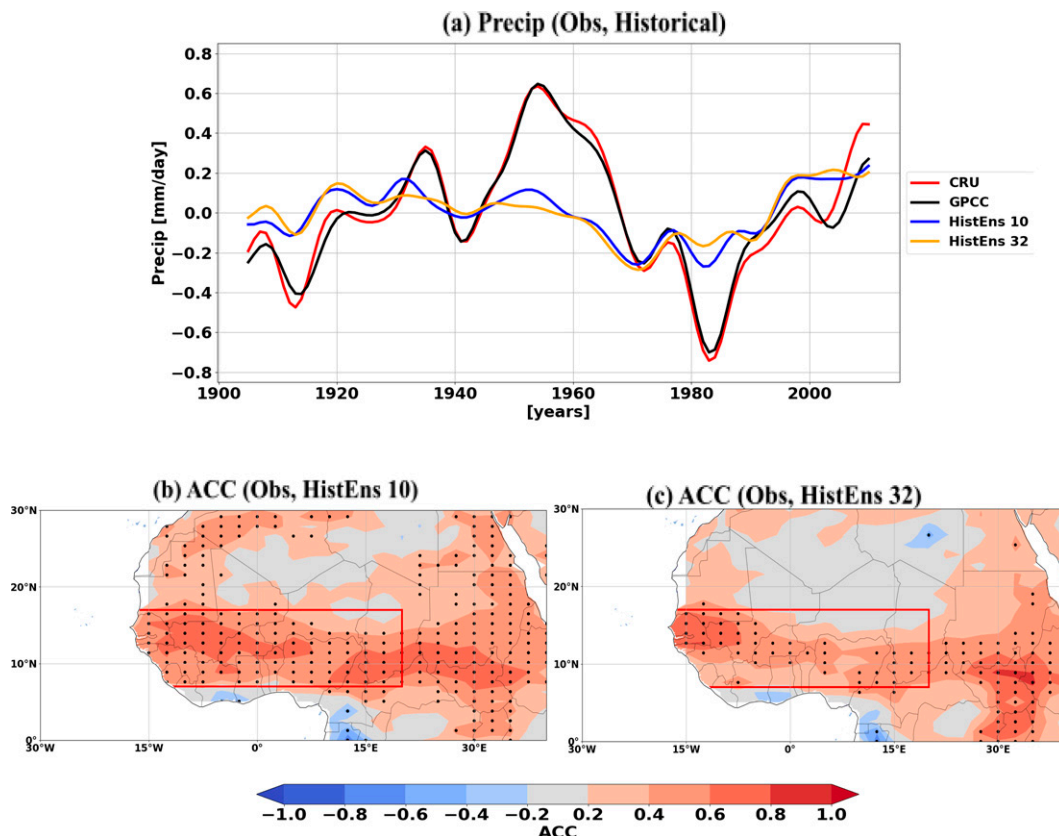 (a) Precip (Obs, Historical)
Precip [mm/day]
0.8
0.6
0.4
0.2
0.0
−0.2
−0.4
−0.6
−0.8
1900 1920 1940 1960 1980 2000
[years]
CRU
GPCC
HistEns 10
HistEns 32
(b) ACC (Obs, HistEns 10)
30°N
20°N
10°N
0°
30°W 15°W 0° 15°E 30°E
(c) ACC (Obs, HistEns 32)
30°N
20°N
10°N
0°
30°W 15°W 0° 15°E 30°E
−1.0 −0.8 −0.6 −0.4 −0.2 0.2 0.4 0.6 0.8 1.0
ACC